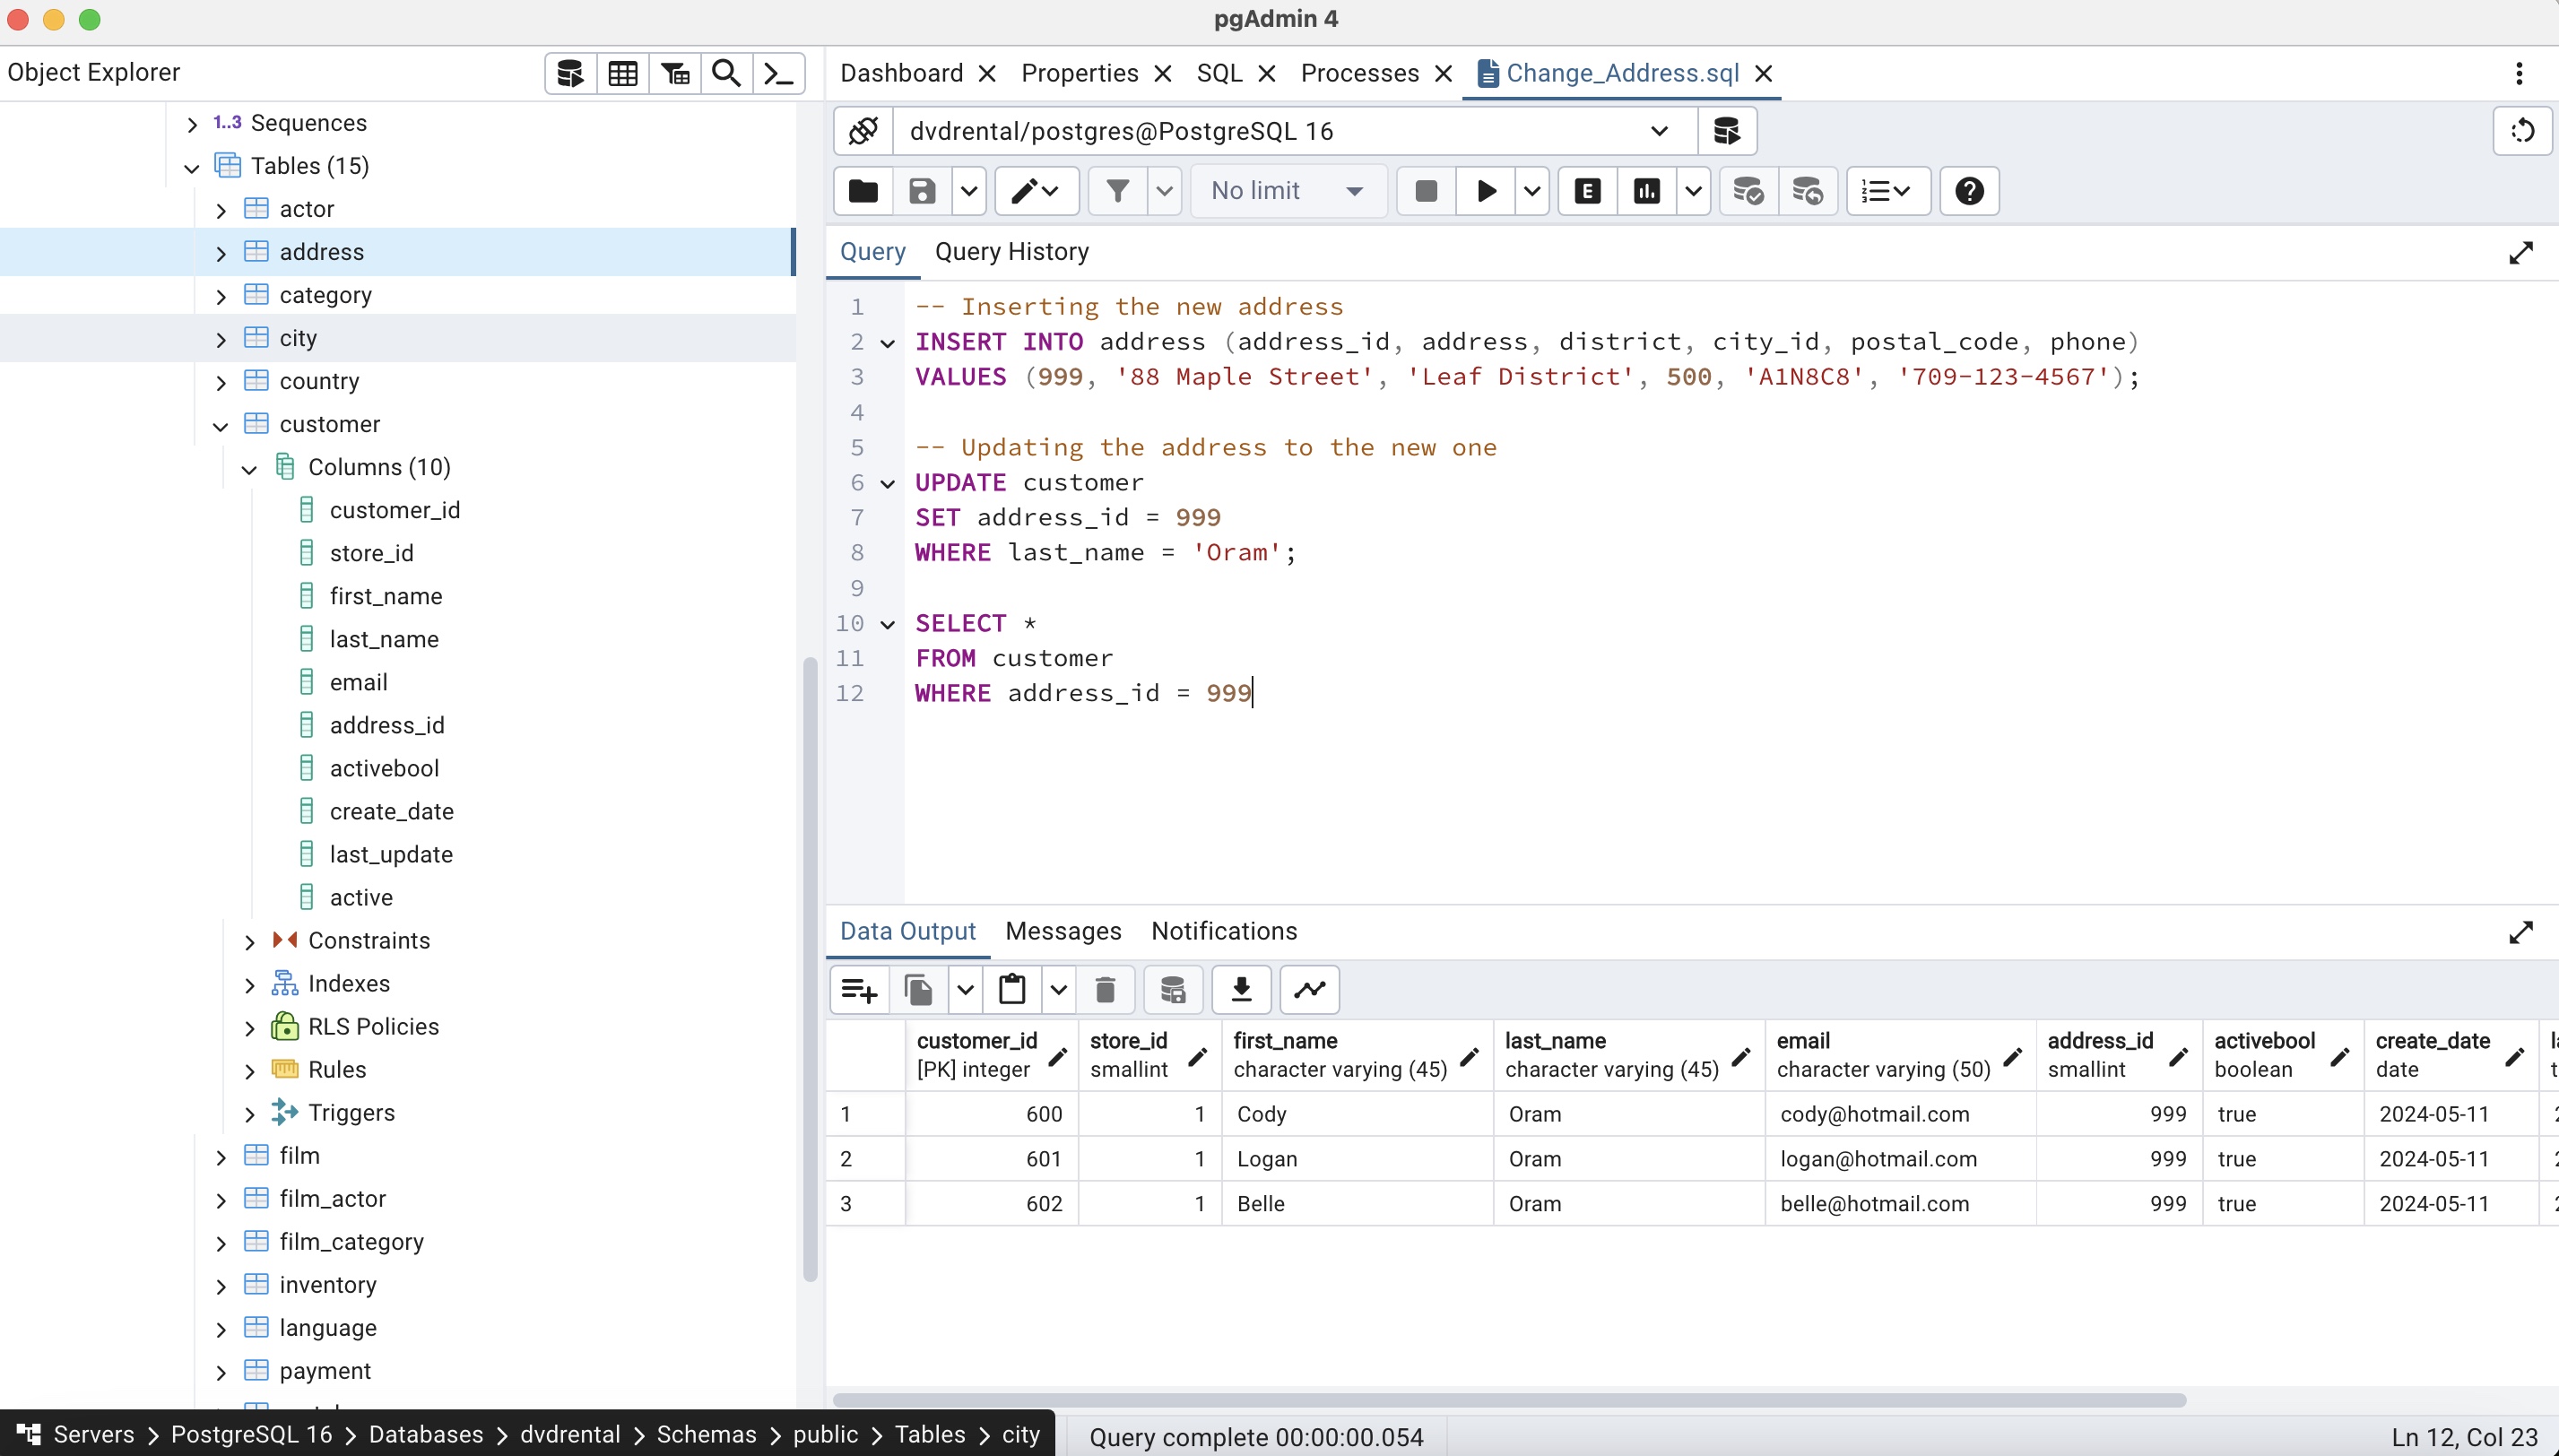 pgAdmin 4
Object Explorer
Dashboard Properties SQL Processes Change_Address.sql
1..3 Sequences
Tables (15)
actor
address
category
city
country
customer
Columns (10)
customer_id
store_id
first_name
last_name
email
address_id
activebool
create_date
last_update
active
Constraints
Indexes
RLS Policies
Rules
Triggers
film
film_actor
film_category
inventory
language
payment
Servers PostgreSQL 16 Databases dvdrental Schemas public Tables city
dvdrental/postgres@PostgreSQL 16
No limit E
Query Query History
1 -- Inserting the new address
2 INSERT INTO address (address_id, address, district, city_id, postal_code, phone)
3 VALUES (999, '88 Maple Street', 'Leaf District', 500, 'A1N8C8', '709-123-4567');
4
5 -- Updating the address to the new one
6 UPDATE customer
7 SET address_id = 999
8 WHERE last_name = 'Oram';
9
10 SELECT *
11 FROM customer
12 WHERE address_id = 999
Data Output Messages Notifications
customer_id store_id first_name last_name email address_id activebool create_date
[PK] integer smallint character varying (45) character varying (45) character varying (50) smallint boolean date
1 600 1 Cody Oram cody@hotmail.com 999 true 2024-05-11
2 601 1 Logan Oram logan@hotmail.com 999 true 2024-05-11
3 602 1 Belle Oram belle@hotmail.com 999 true 2024-05-11
Query complete 00:00:00.054
Ln 12, Col 23